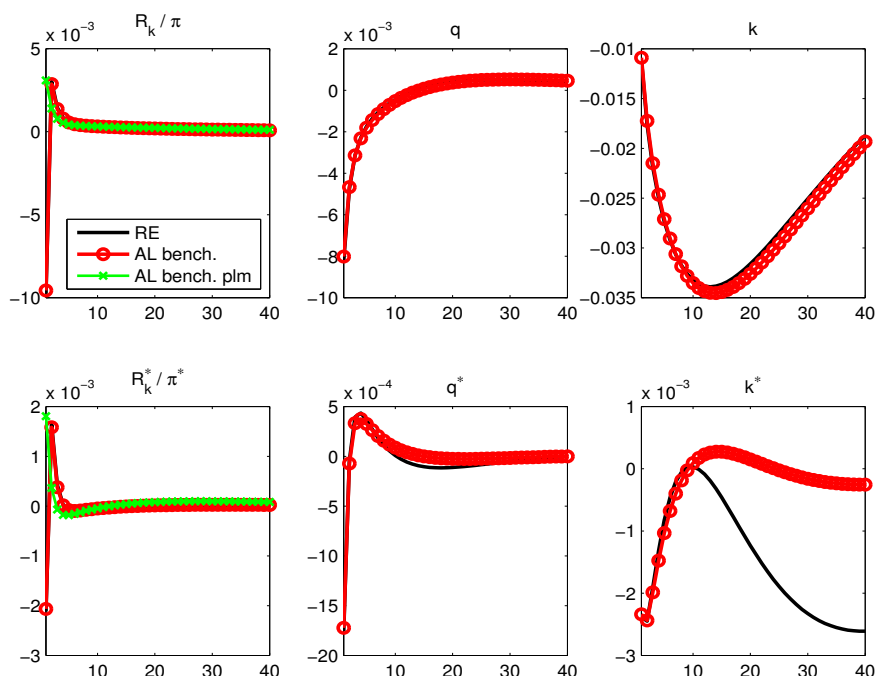 R_k / π
q
k
× 10^-3
× 10^-3
5
0
−5
−10
10 20 30 40
RE
AL bench.
AL bench. plm
2
0
−2
−4
−6
−8
−10
10 20 30 40
−0.01
−0.015
−0.02
−0.025
−0.03
−0.035
10 20 30 40
R_k^* / π^*
q^*
k^*
× 10^-3
× 10^-4
× 10^-3
2
1
0
−1
−2
−3
10 20 30 40
5
0
−5
−10
−15
−20
10 20 30 40
1
0
−1
−2
−3
10 20 30 40